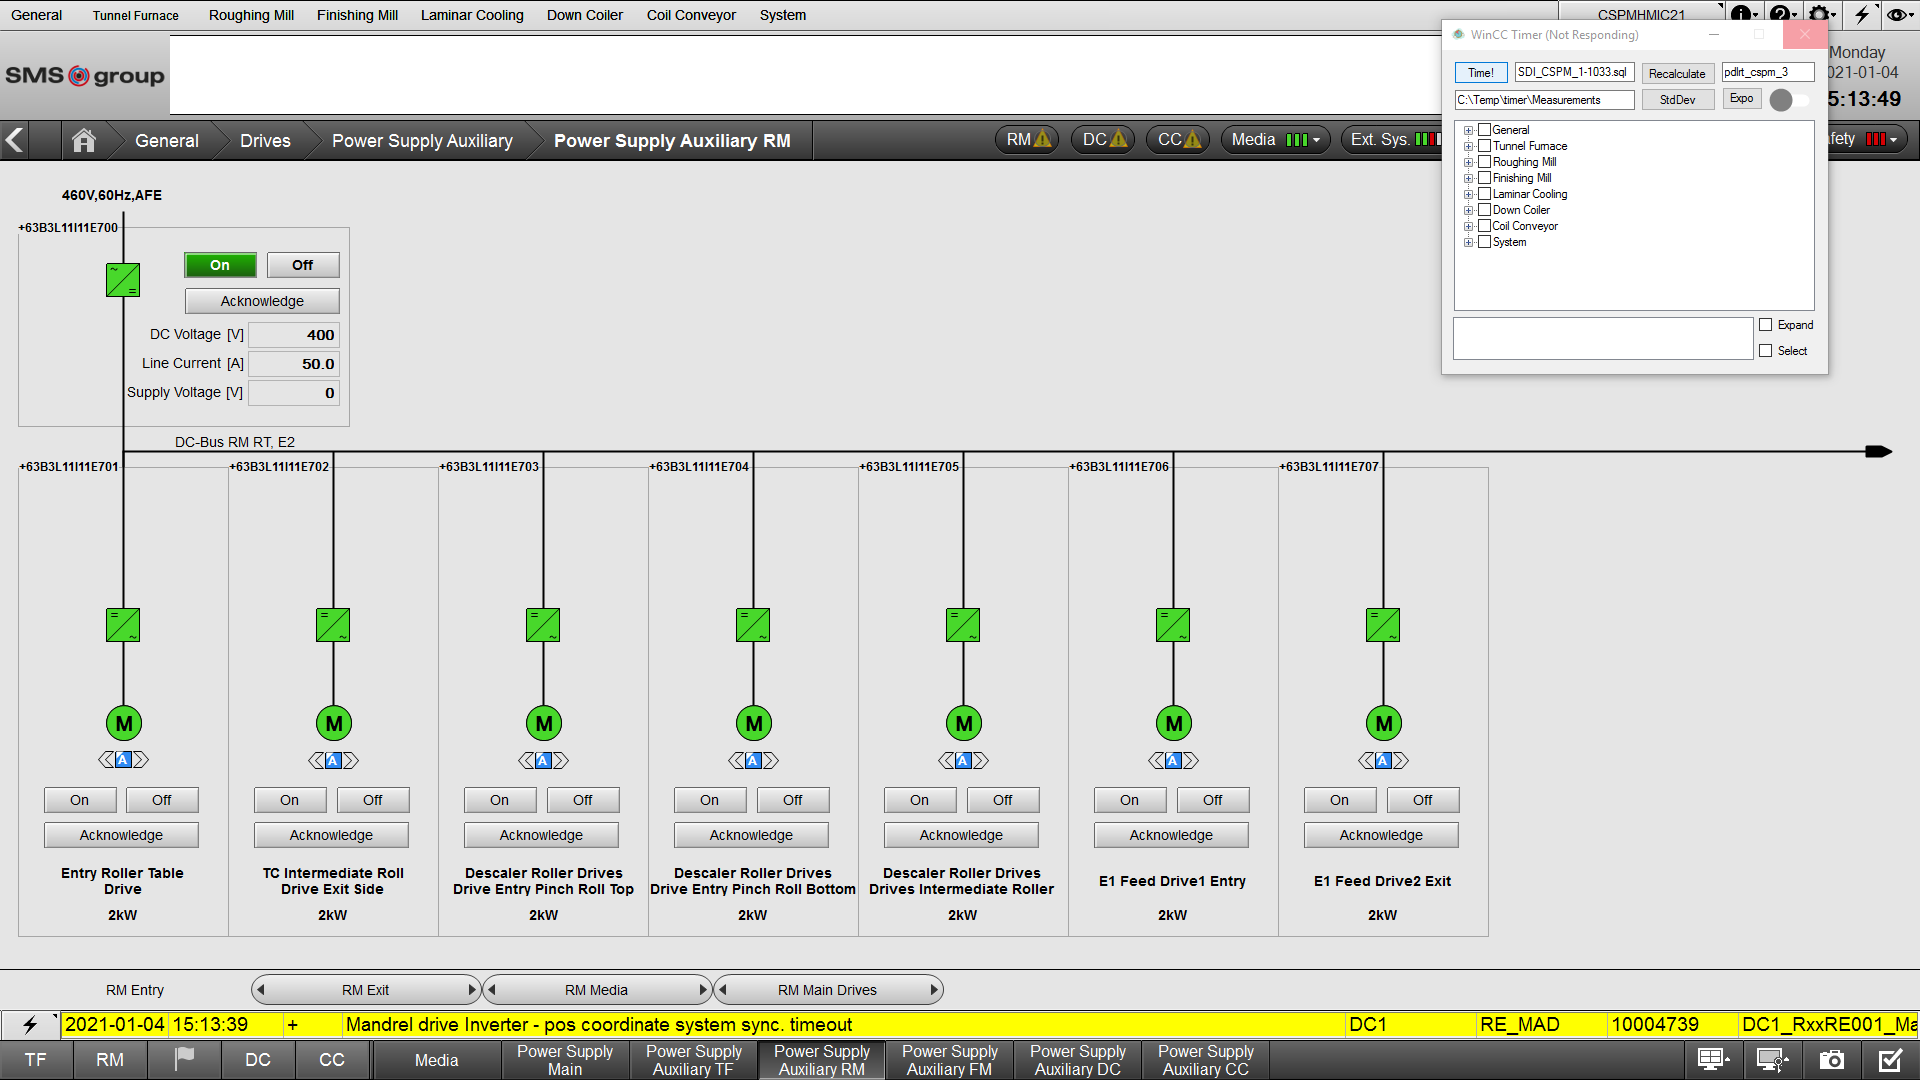 General Tunnel Furnace Roughing Mill Finishing Mill Laminar Cooling Down Coiler Coil Conveyor System CSPMHMIC21
SMS group
Monday
021-01-04
5:13:49
WinCC Timer (Not Responding)
Time! SDI_CSPM_1-1033.sql Recalculate pdlrt_cspm_3
C:\Temp\timer\Measurements StdDev Expo
General
Tunnel Furnace
Roughing Mill
Finishing Mill
Laminar Cooling
Down Coiler
Coil Conveyor
System
Expand
Select
General Drives Power Supply Auxiliary Power Supply Auxiliary RM RM DC CC Media Ext. Sys. fety
460V,60Hz,AFE
+63B3L11I11E700
On Off
Acknowledge
DC Voltage [V] 400
Line Current [A] 50.0
Supply Voltage [V] 0
DC-Bus RM RT, E2
+63B3L11I11E701 +63B3L11I11E702 +63B3L11I11E703 +63B3L11I11E704 +63B3L11I11E705 +63B3L11I11E706 +63B3L11I11E707
M M M M M M M
A A A A A A A
On Off On Off On Off On Off On Off On Off On Off
Acknowledge Acknowledge Acknowledge Acknowledge Acknowledge Acknowledge Acknowledge
Entry Roller Table
Drive
2kW
TC Intermediate Roll
Drive Exit Side
2kW
Descaler Roller Drives
Drive Entry Pinch Roll Top
2kW
Descaler Roller Drives
Drive Entry Pinch Roll Bottom
2kW
Descaler Roller Drives
Drives Intermediate Roller
2kW
E1 Feed Drive1 Entry
2kW
E1 Feed Drive2 Exit
2kW
RM Entry RM Exit RM Media RM Main Drives
2021-01-04 15:13:39 + Mandrel drive Inverter - pos coordinate system sync. timeout DC1 RE_MAD 10004739 DC1_RxxRE001_Ma
TF RM DC CC Media
Power Supply
Main
Power Supply
Auxiliary TF
Power Supply
Auxiliary RM
Power Supply
Auxiliary FM
Power Supply
Auxiliary DC
Power Supply
Auxiliary CC